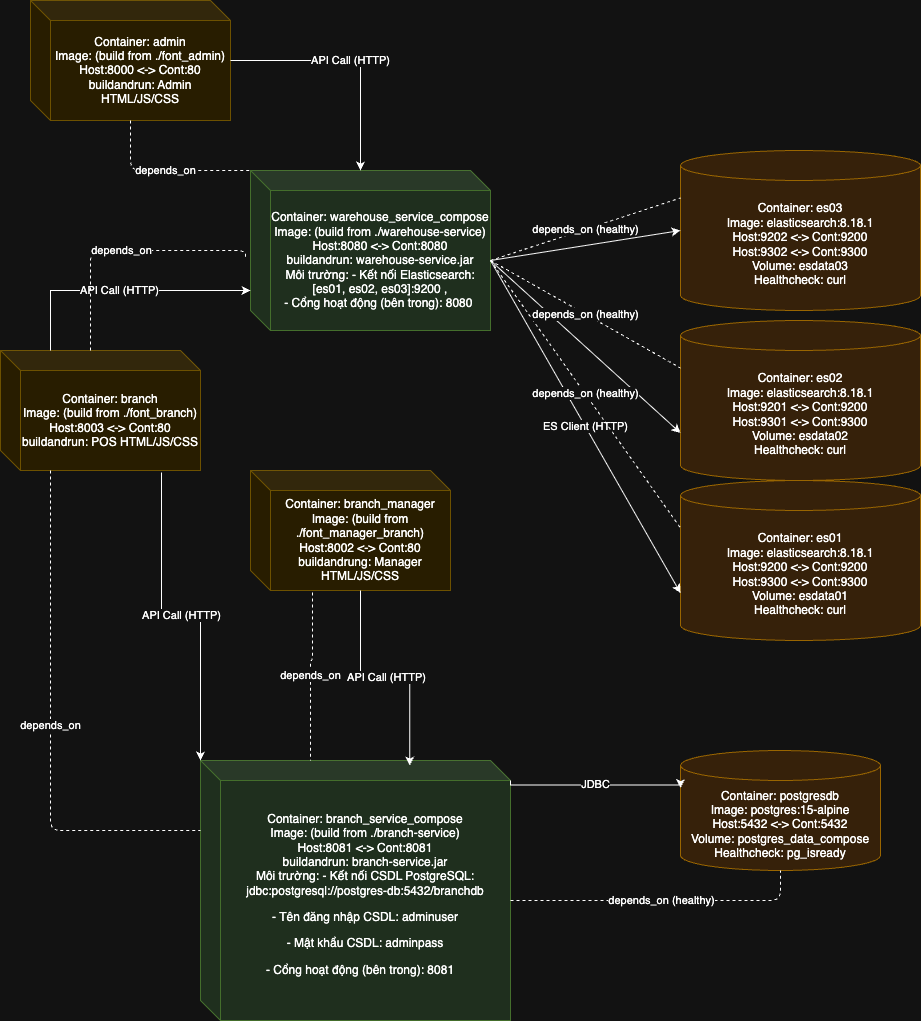 Container: admin
Image: (build from ./font_admin)
Host:8000 <-> Cont:80
buildandrun: Admin
HTML/JS/CSS
API Call (HTTP)
depends_on
Container: warehouse_service_compose
Image: (build from ./warehouse-service)
Host:8080 <-> Cont:8080
buildandrun: warehouse-service.jar
Môi trường: - Kết nối Elasticsearch:
[es01, es02, es03]:9200 ,
- Cổng hoạt động (bên trong): 8080
depends_on
API Call (HTTP)
depends_on (healthy)
depends_on (healthy)
depends_on (healthy)
ES Client (HTTP)
Container: es03
Image: elasticsearch:8.18.1
Host:9202 <-> Cont:9200
Host:9302 <-> Cont:9300
Volume: esdata03
Healthcheck: curl
Container: es02
Image: elasticsearch:8.18.1
Host:9201 <-> Cont:9200
Host:9301 <-> Cont:9300
Volume: esdata02
Healthcheck: curl
Container: es01
Image: elasticsearch:8.18.1
Host:9200 <-> Cont:9200
Host:9300 <-> Cont:9300
Volume: esdata01
Healthcheck: curl
Container: branch
Image: (build from ./font_branch)
Host:8003 <-> Cont:80
buildandrun: POS HTML/JS/CSS
Container: branch_manager
Image: (build from
./font_manager_branch)
Host:8002 <-> Cont:80
buildandrung: Manager
HTML/JS/CSS
API Call (HTTP)
depends_on
API Call (HTTP)
depends_on
Container: branch_service_compose
Image: (build from ./branch-service)
Host:8081 <-> Cont:8081
buildandrun: branch-service.jar
Môi trường: - Kết nối CSDL PostgreSQL:
jdbc:postgresql://postgres-db:5432/branchdb
- Tên đăng nhập CSDL: adminuser
- Mật khẩu CSDL: adminpass
- Cổng hoạt động (bên trong): 8081
JDBC
Container: postgresdb
Image: postgres:15-alpine
Host:5432 <-> Cont:5432
Volume: postgres_data_compose
Healthcheck: pg_isready
depends_on (healthy)